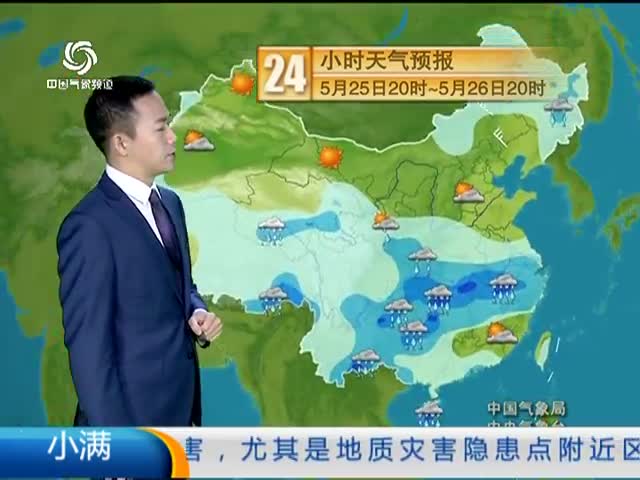 中国气象频道
24 小时天气预报
5月25日20时~5月26日20时
中国气象局
中央气象台
小满
害，尤其是地质灾害隐患点附近区